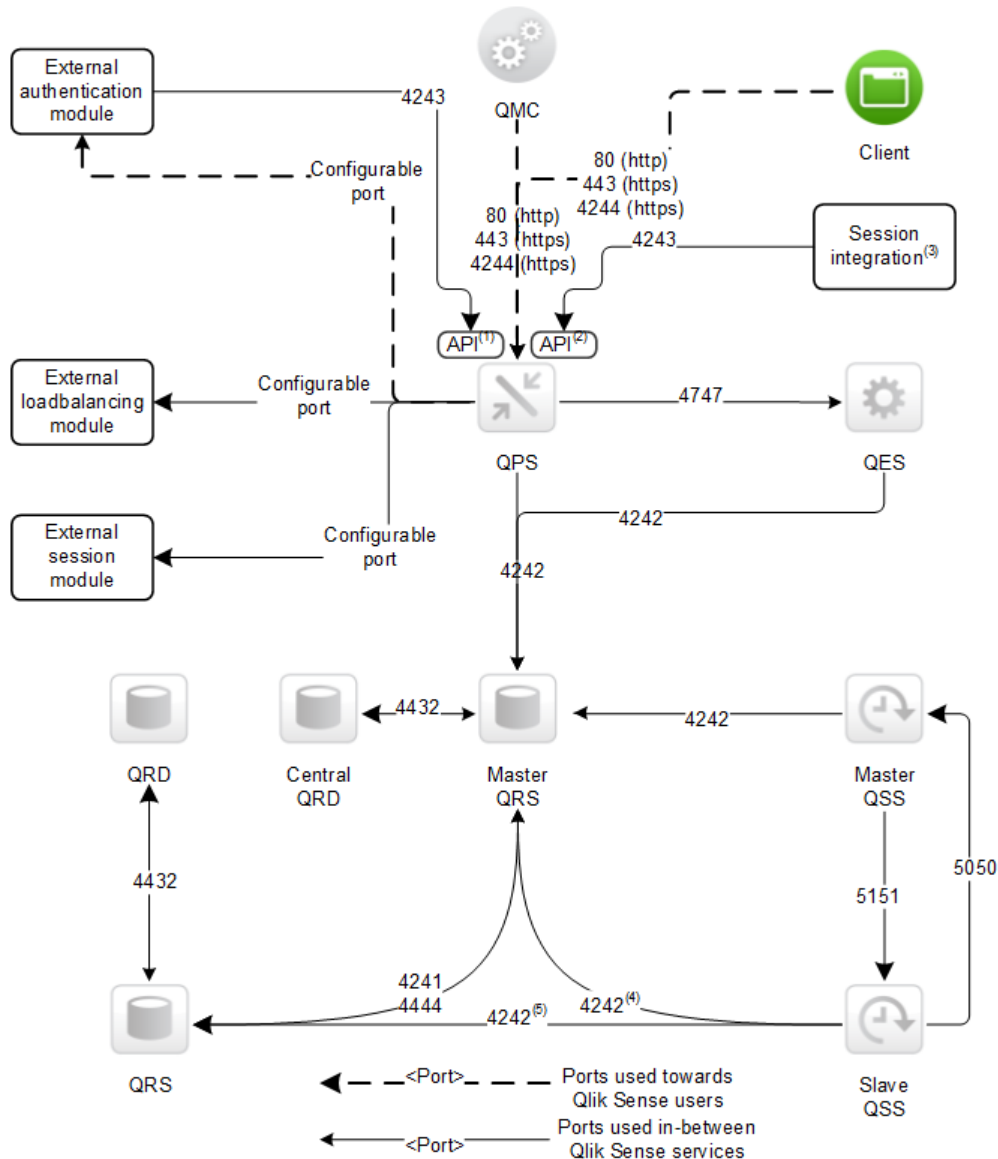 External
authentication
module
4243
QMC
Client
Configurable
port
80 (http)
443 (https)
4244 (https)
80 (http)
443 (https)
4244 (https)
4243
Session
integration(3)
API(1)
API(2)
External
loadbalancing
module
Configurable
port
4747
QPS
QES
External
session
module
Configurable
port
4242
4242
4432
4242
QRD
Central
QRD
Master
QRS
Master
QSS
4432
5151
5050
4241
4444
4242(5)
4242(4)
QRS
Slave
QSS
<Port>
Ports used towards
Qlik Sense users
<Port>
Ports used in-between
Qlik Sense services